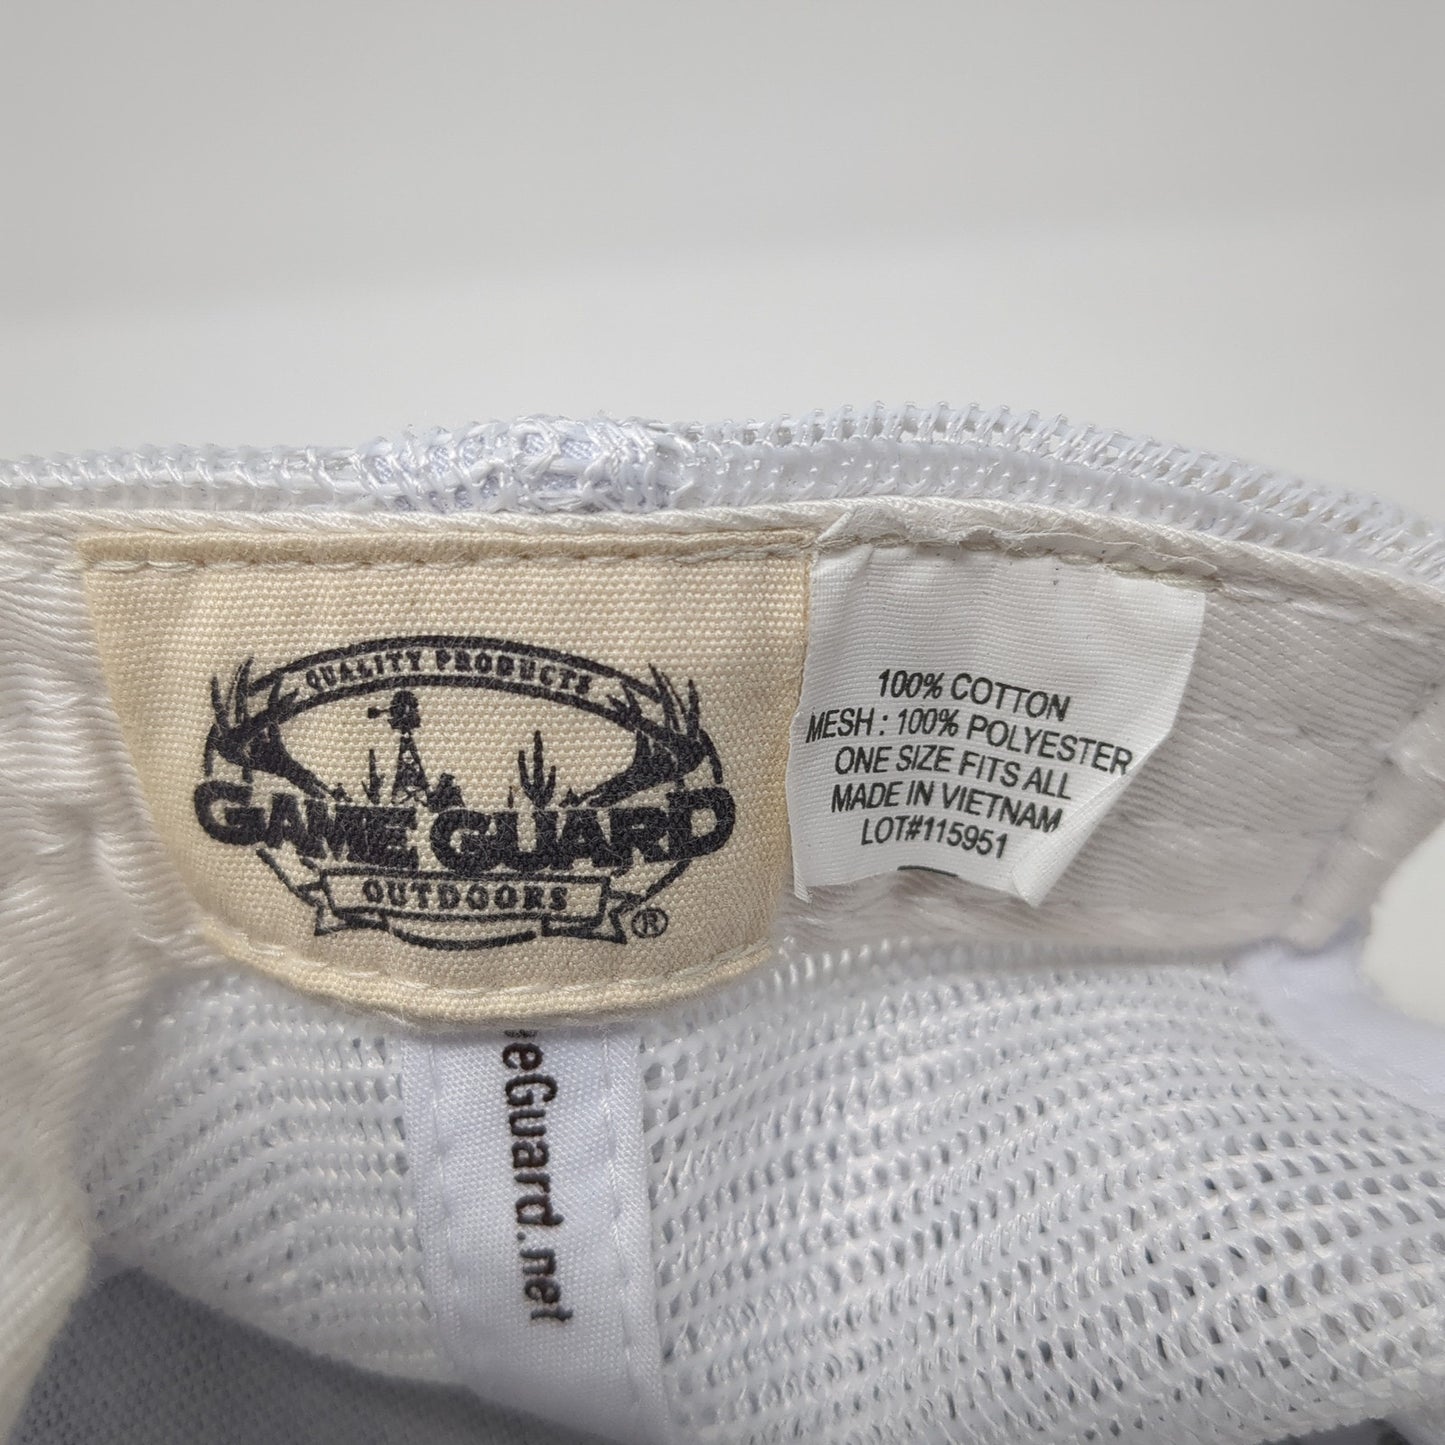 QUALITY PRODUCTS
GAME GUARD
OUTDOORS
®
100% COTTON
MESH : 100% POLYESTER
ONE SIZE FITS ALL
MADE IN VIETNAM
LOT#115951
eGuard.net